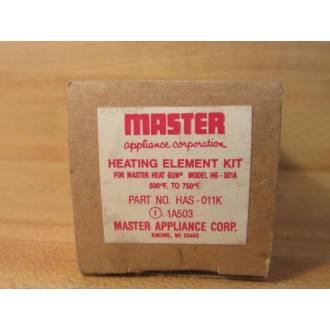 MASTER
appliance corporation
HEATING ELEMENT KIT
FOR MASTER HEAT GUN® MODEL HG-501A
500°F. TO 750°F.
PART NO. HAS-011K
1 1A503
MASTER APPLIANCE CORP.
RACINE, WI 53403